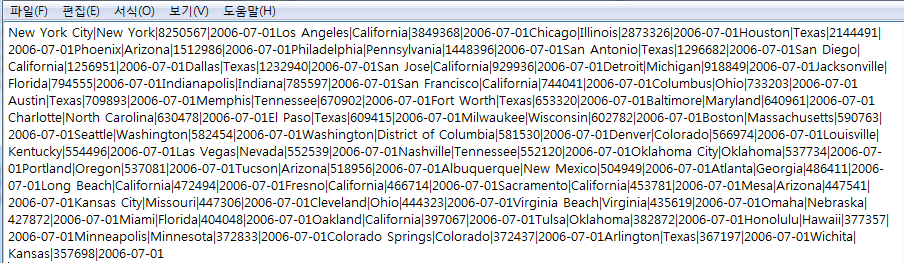 파일(F) 편집(E) 서식(O) 보기(V) 도움말(H)
New York City|New York|8250567|2006-07-01Los Angeles|California|3849368|2006-07-01Chicago|Illinois|2873326|2006-07-01Houston|Texas|2144491|
2006-07-01Phoenix|Arizona|1512986|2006-07-01Philadelphia|Pennsylvania|1448396|2006-07-01San Antonio|Texas|1296682|2006-07-01San Diego|
California|1256951|2006-07-01Dallas|Texas|1232940|2006-07-01San Jose|California|929936|2006-07-01Detroit|Michigan|918849|2006-07-01Jacksonville|
Florida|794555|2006-07-01Indianapolis|Indiana|785597|2006-07-01San Francisco|California|744041|2006-07-01Columbus|Ohio|733203|2006-07-01
Austin|Texas|709893|2006-07-01Memphis|Tennessee|670902|2006-07-01Fort Worth|Texas|653320|2006-07-01Baltimore|Maryland|640961|2006-07-01
Charlotte|North Carolina|630478|2006-07-01El Paso|Texas|609415|2006-07-01Milwaukee|Wisconsin|602782|2006-07-01Boston|Massachusetts|590763|
2006-07-01Seattle|Washington|582454|2006-07-01Washington|District of Columbia|581530|2006-07-01Denver|Colorado|566974|2006-07-01Louisville|
Kentucky|554496|2006-07-01Las Vegas|Nevada|552539|2006-07-01Nashville|Tennessee|552120|2006-07-01Oklahoma City|Oklahoma|537734|2006-07-
01Portland|Oregon|537081|2006-07-01Tucson|Arizona|518956|2006-07-01Albuquerque|New Mexico|504949|2006-07-01Atlanta|Georgia|486411|2006-
07-01Long Beach|California|472494|2006-07-01Fresno|California|466714|2006-07-01Sacramento|California|453781|2006-07-01Mesa|Arizona|447541|
2006-07-01Kansas City|Missouri|447306|2006-07-01Cleveland|Ohio|444323|2006-07-01Virginia Beach|Virginia|435619|2006-07-01Omaha|Nebraska|
427872|2006-07-01Miami|Florida|404048|2006-07-01Oakland|California|397067|2006-07-01Tulsa|Oklahoma|382872|2006-07-01Honolulu|Hawaii|377357|
2006-07-01Minneapolis|Minnesota|372833|2006-07-01Colorado Springs|Colorado|372437|2006-07-01Arlington|Texas|367197|2006-07-01Wichita|
Kansas|357698|2006-07-01